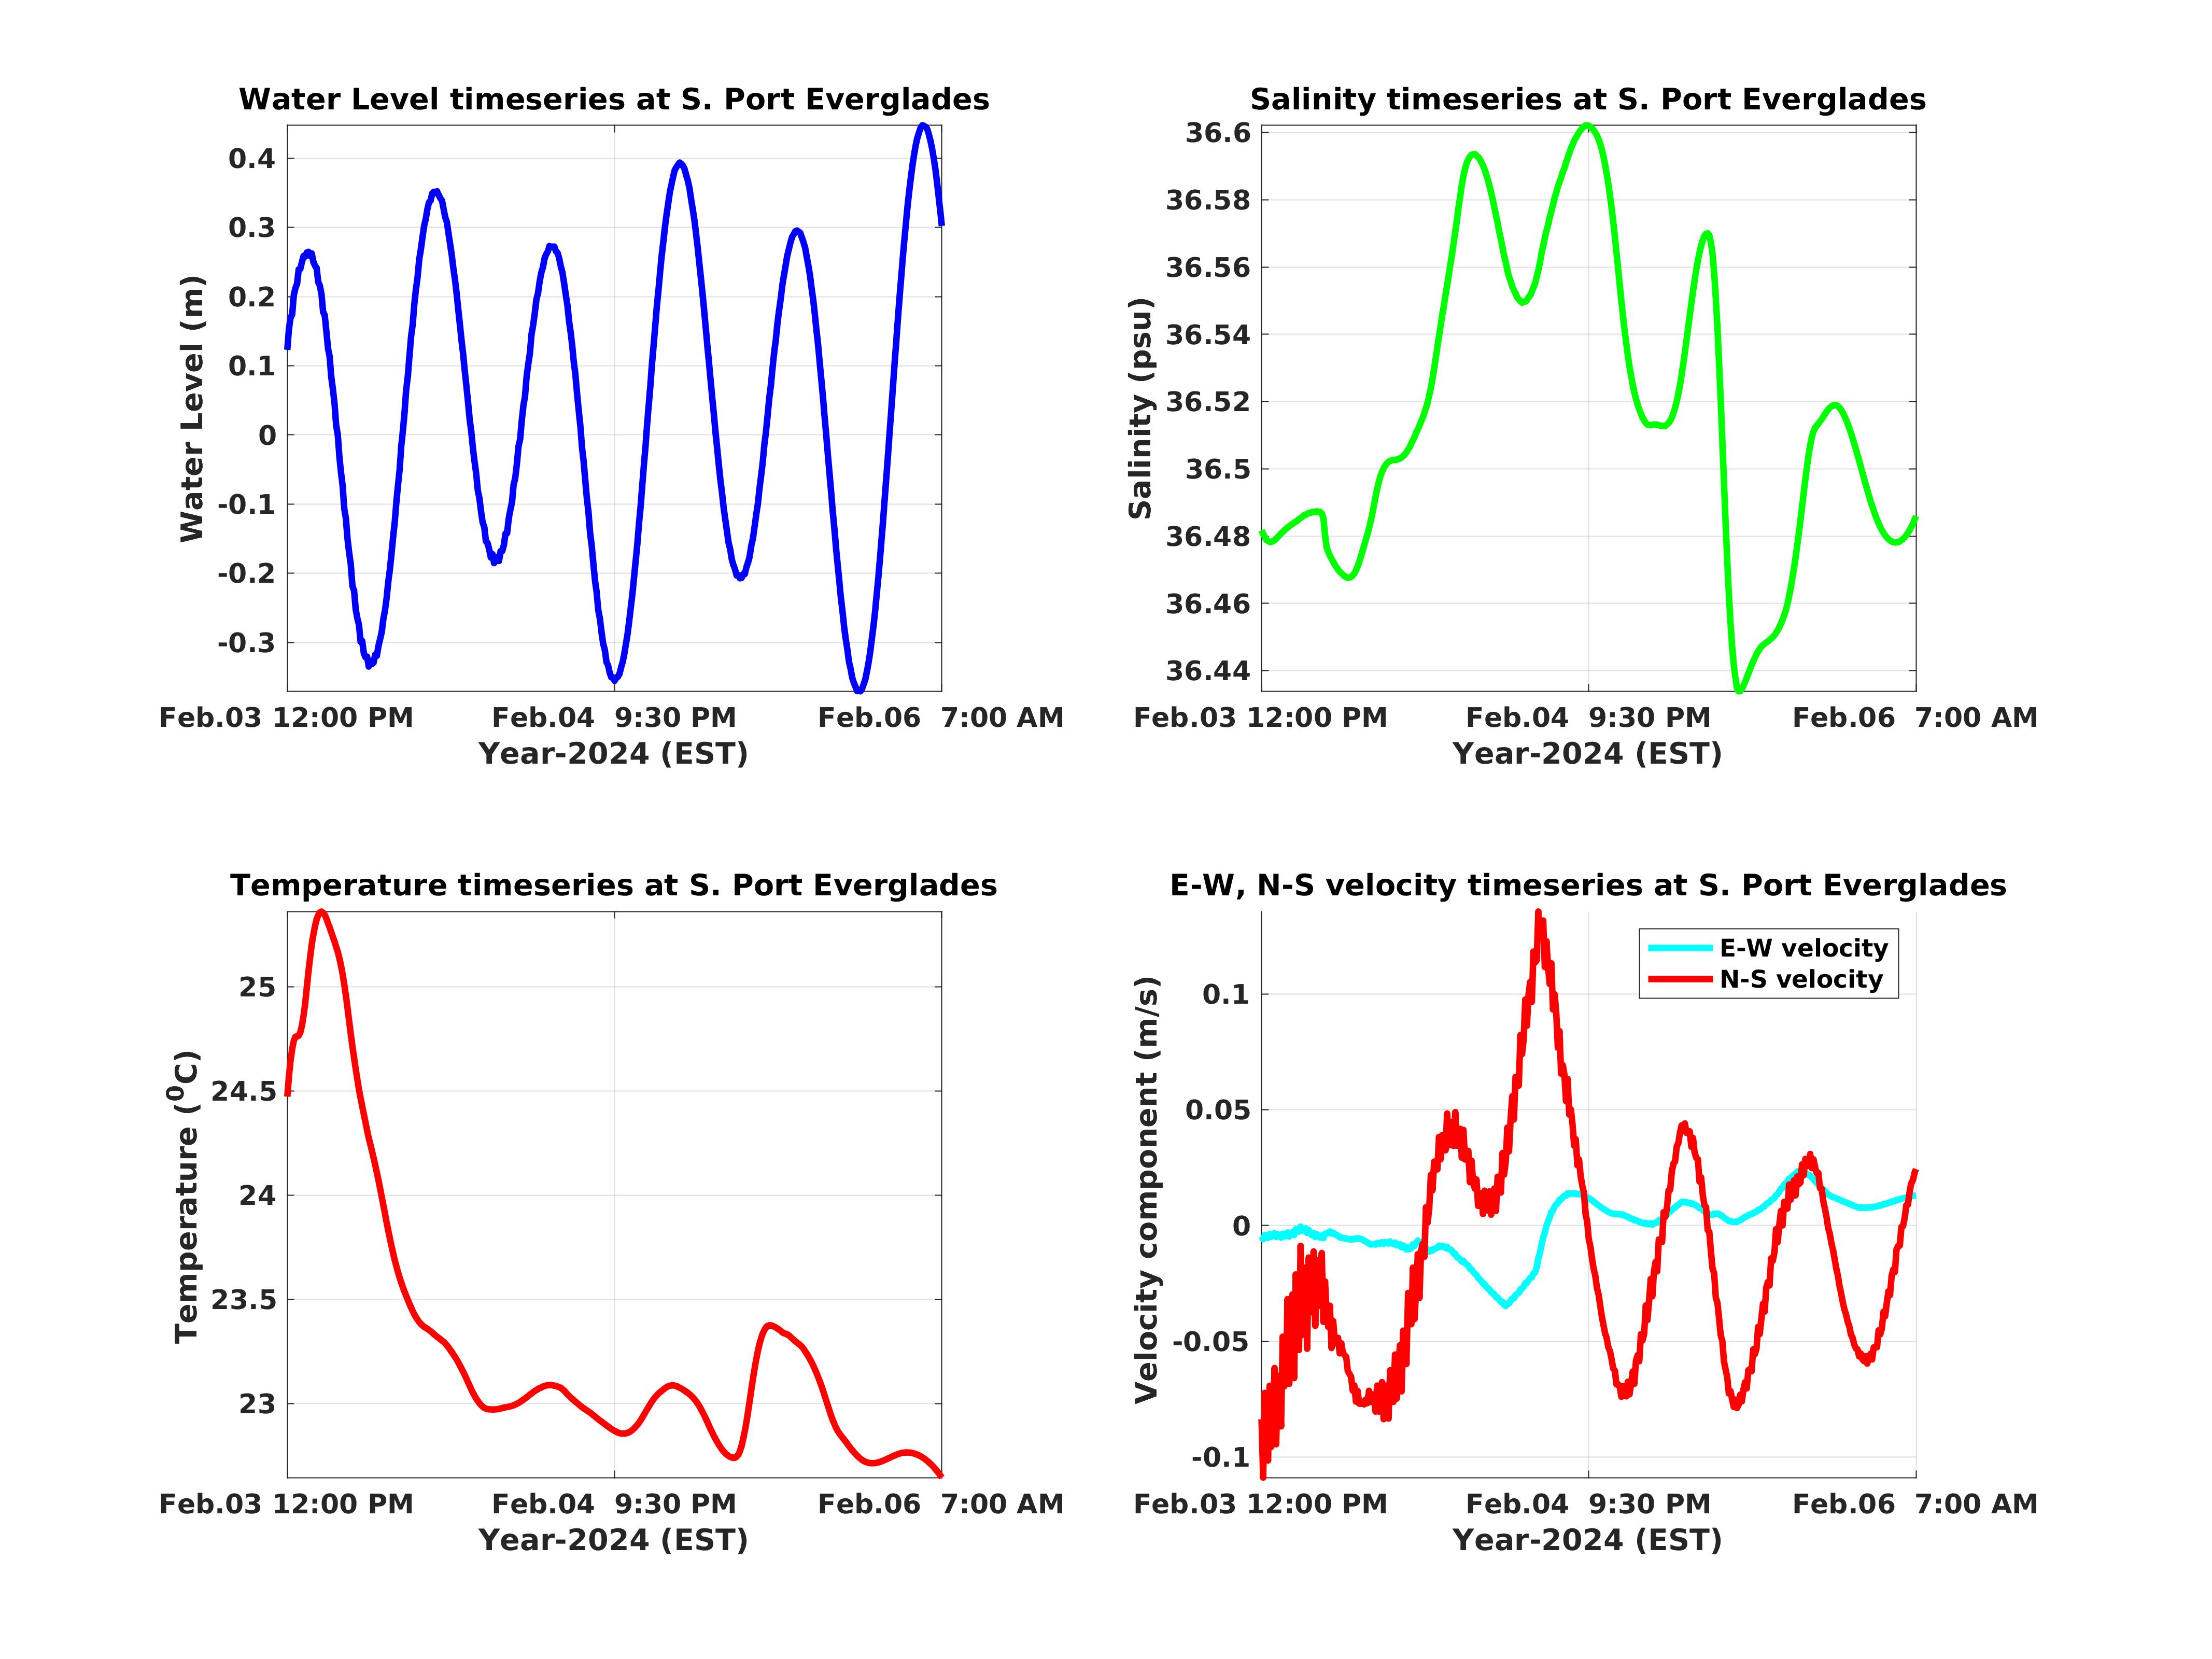 Water Level timeseries at S. Port Everglades
0.4
0.3
0.2
0.1
0
-0.1
-0.2
-0.3
Water Level (m)
Feb.03 12:00 PM
Feb.04 9:30 PM
Feb.06 7:00 AM
Year-2024 (EST)
Salinity timeseries at S. Port Everglades
36.6
36.58
36.56
36.54
36.52
36.5
36.48
36.46
36.44
Salinity (psu)
Feb.03 12:00 PM
Feb.04 9:30 PM
Feb.06 7:00 AM
Year-2024 (EST)
Temperature timeseries at S. Port Everglades
25
24.5
24
23.5
23
Temperature (⁰C)
Feb.03 12:00 PM
Feb.04 9:30 PM
Feb.06 7:00 AM
Year-2024 (EST)
E-W, N-S velocity timeseries at S. Port Everglades
E-W velocity
N-S velocity
0.1
0.05
0
-0.05
-0.1
Velocity component (m/s)
Feb.03 12:00 PM
Feb.04 9:30 PM
Feb.06 7:00 AM
Year-2024 (EST)